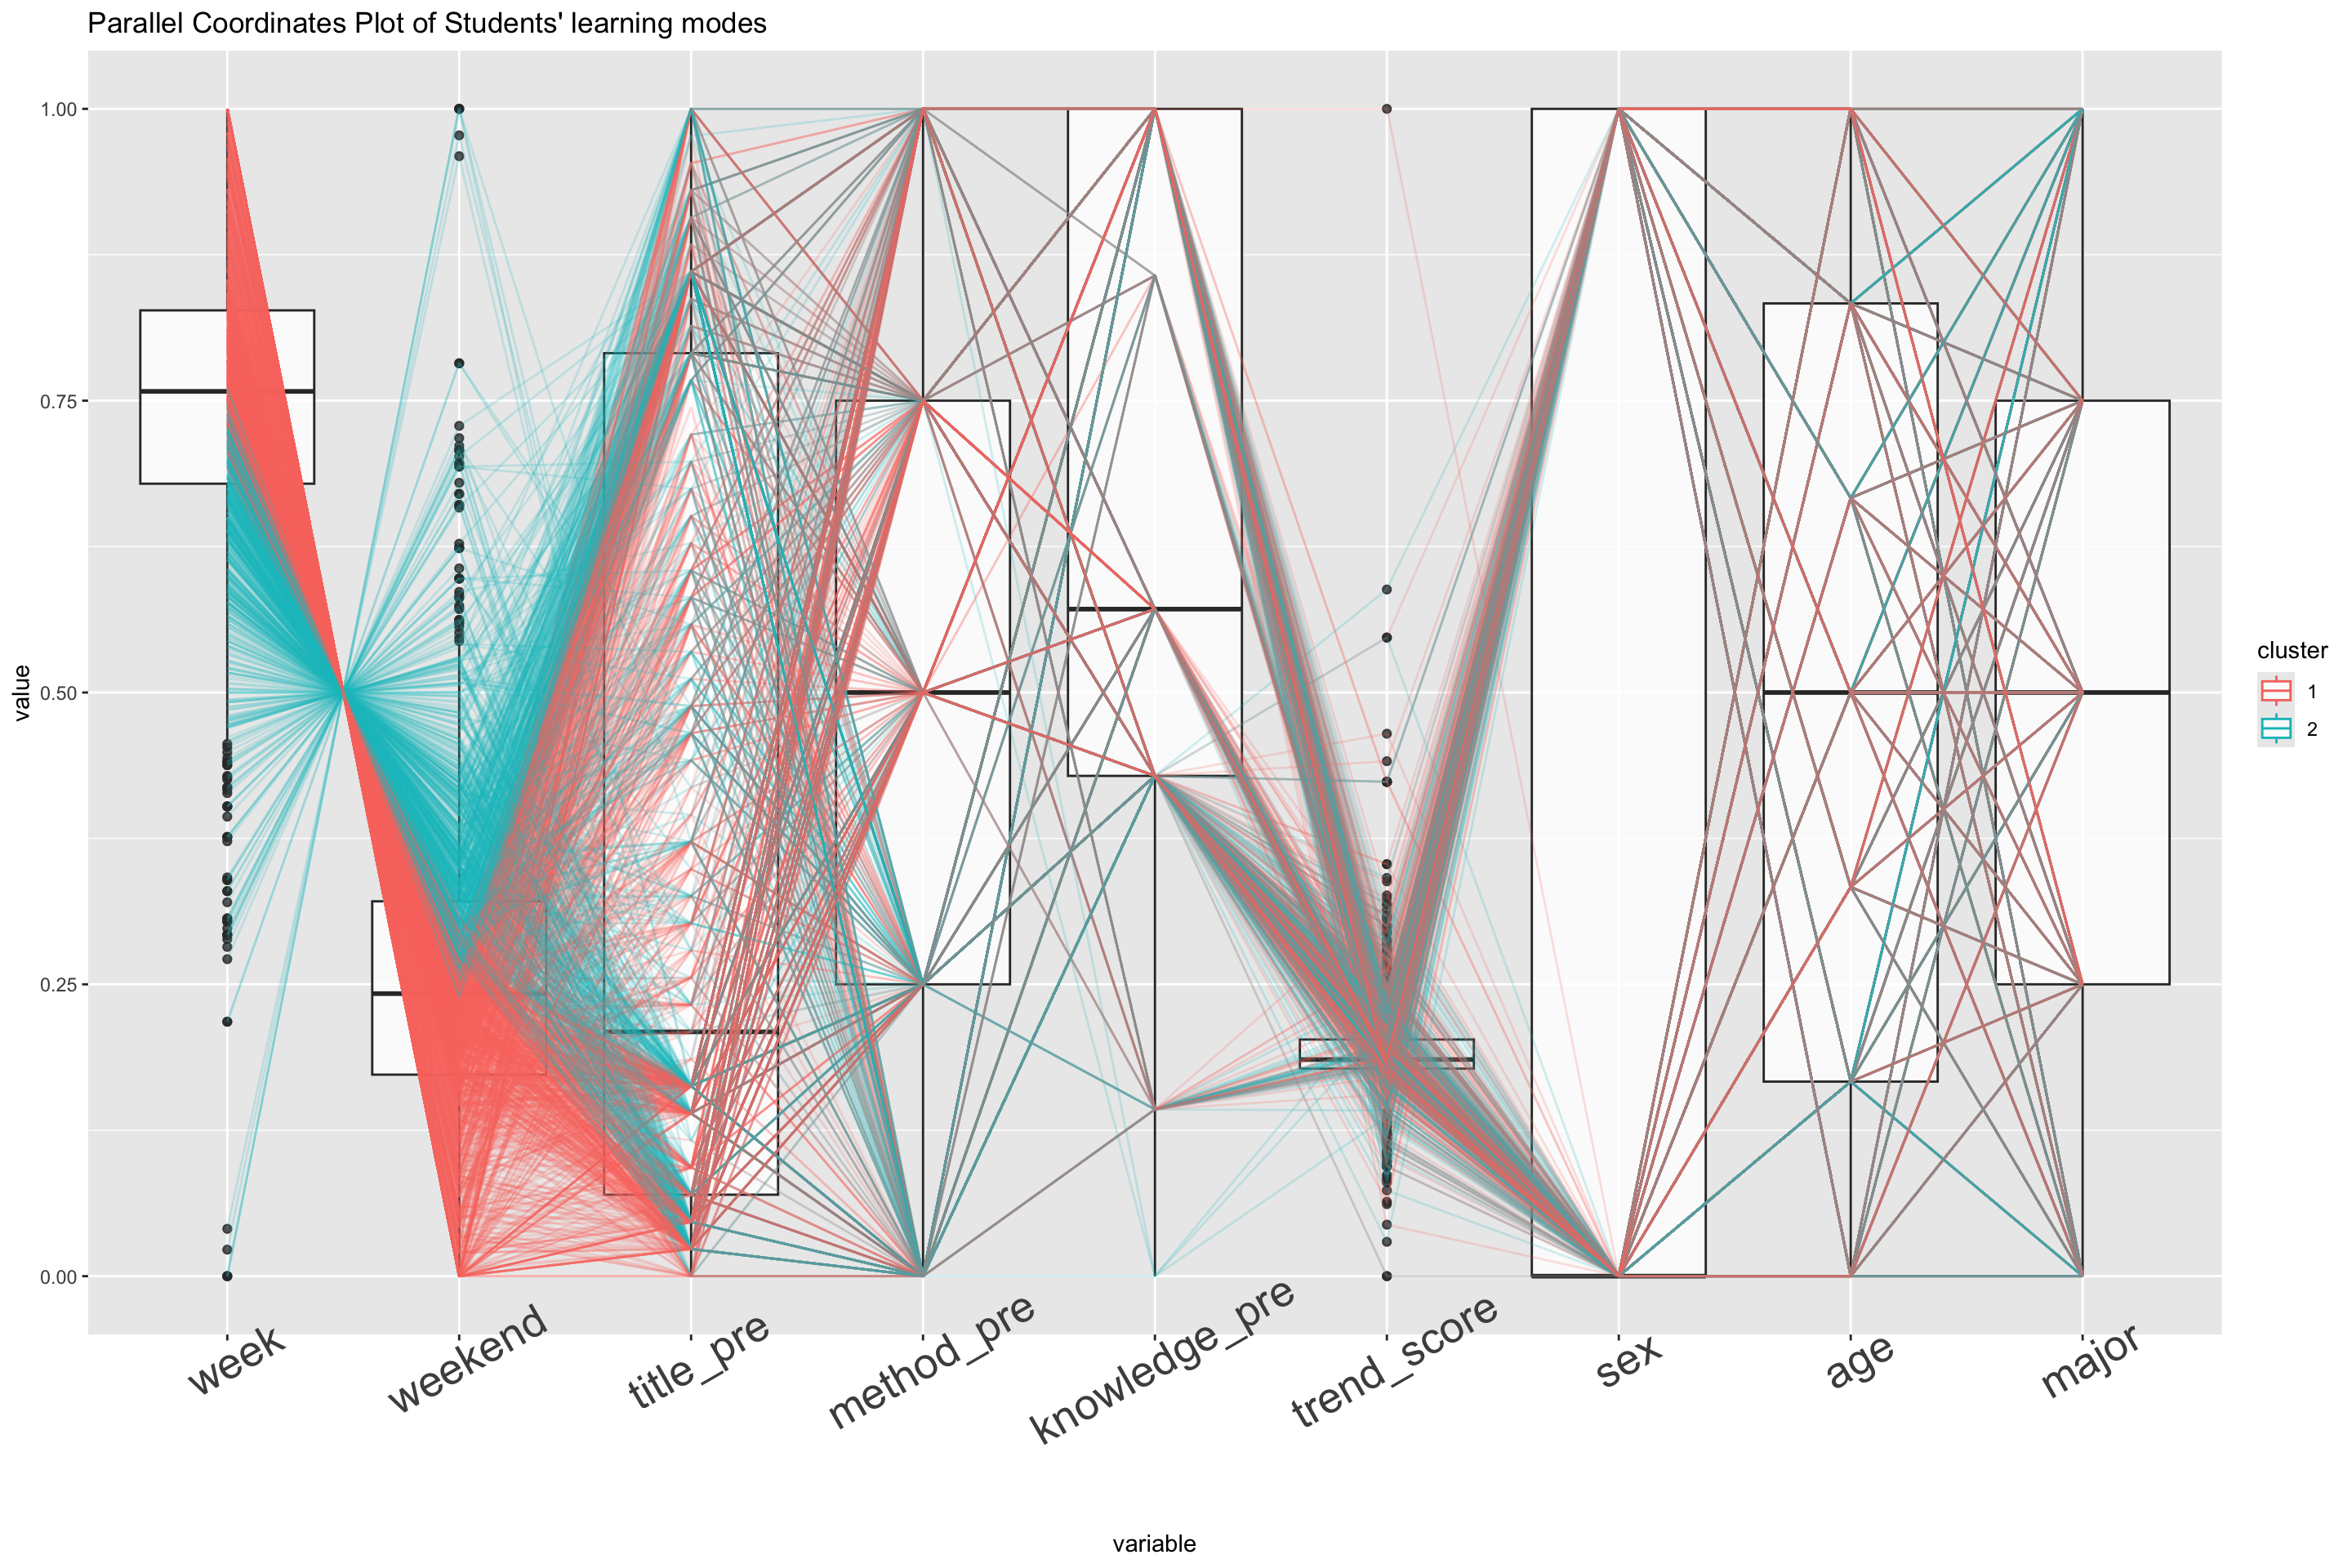 Parallel Coordinates Plot of Students' learning modes
1.00
0.75
0.50
0.25
0.00
value
week
weekend
title_pre
method_pre
knowledge_pre
trend_score
sex
age
major
variable
cluster
1
2